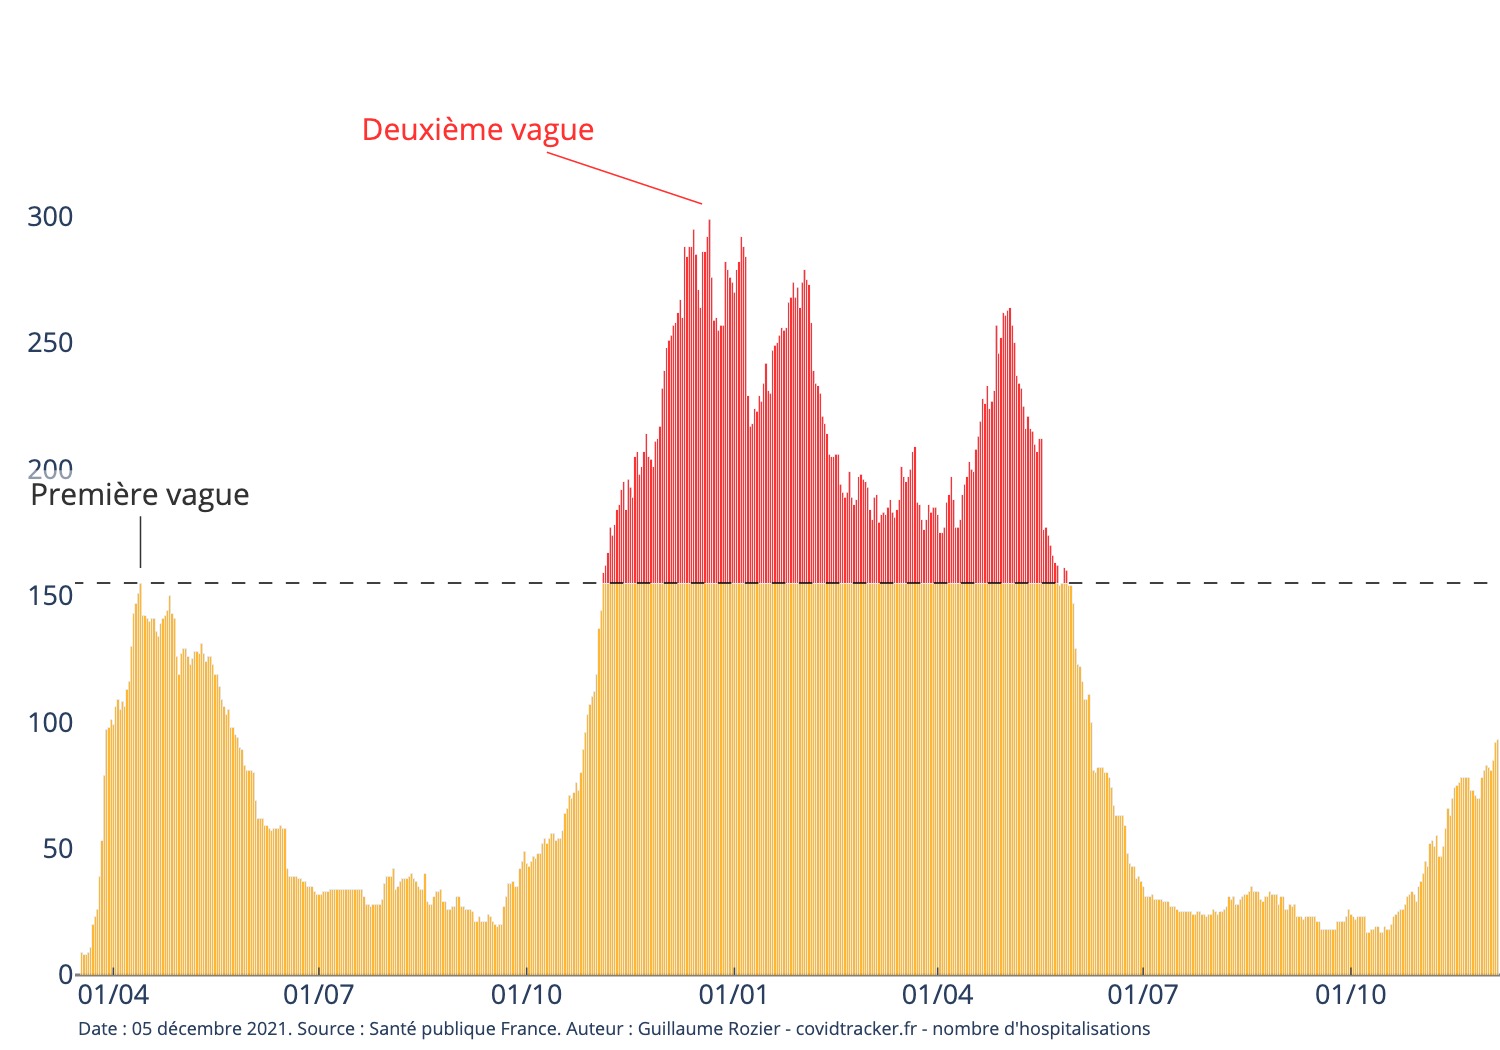 Deuxième vague
300
250
200
Première vague
150
100
50
0
01/04 01/07 01/10 01/01 01/04 01/07 01/10
Date : 05 décembre 2021. Source : Santé publique France. Auteur : Guillaume Rozier - covidtracker.fr - nombre d'hospitalisations